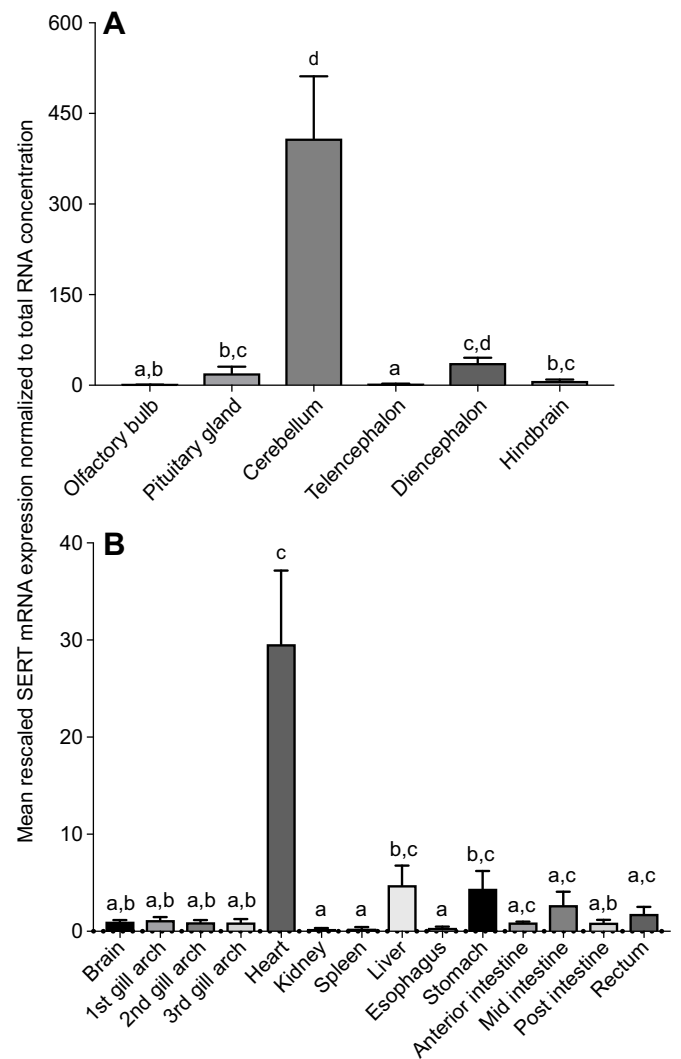 Mean rescaled SERT mRNA expression normalized to total RNA concentration
A
600
450
300
150
0
a,b
b,c
d
a
c,d
b,c
Olfactory bulb
Pituitary gland
Cerebellum
Telencephalon
Diencephalon
Hindbrain
B
40
30
20
10
0
a,b
a,b
a,b
a,b
c
a
a
b,c
a
b,c
a,c
a,c
a,b
a,c
Brain
1st gill arch
2nd gill arch
3rd gill arch
Heart
Kidney
Spleen
Liver
Esophagus
Stomach
Anterior intestine
Mid intestine
Post intestine
Rectum